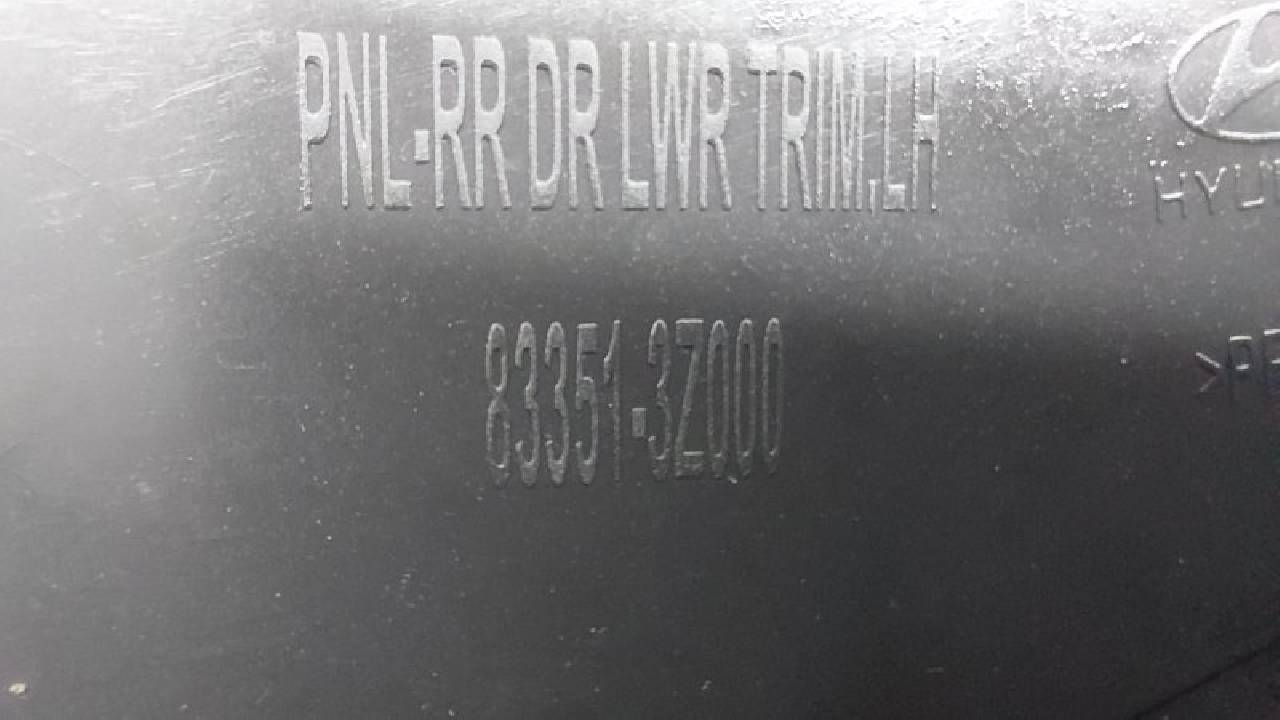 PNL-RR DR LWR TRIM,LH
83351-3Z000